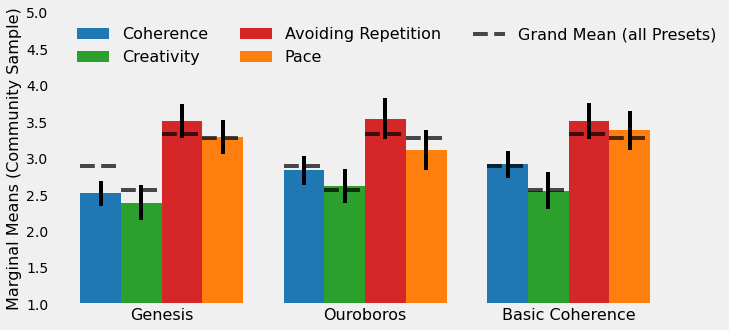 Marginal Means (Community Sample)
5.0
4.5
4.0
3.5
3.0
2.5
2.0
1.5
1.0
Coherence
Creativity
Avoiding Repetition
Pace
Grand Mean (all Presets)
Genesis
Ouroboros
Basic Coherence